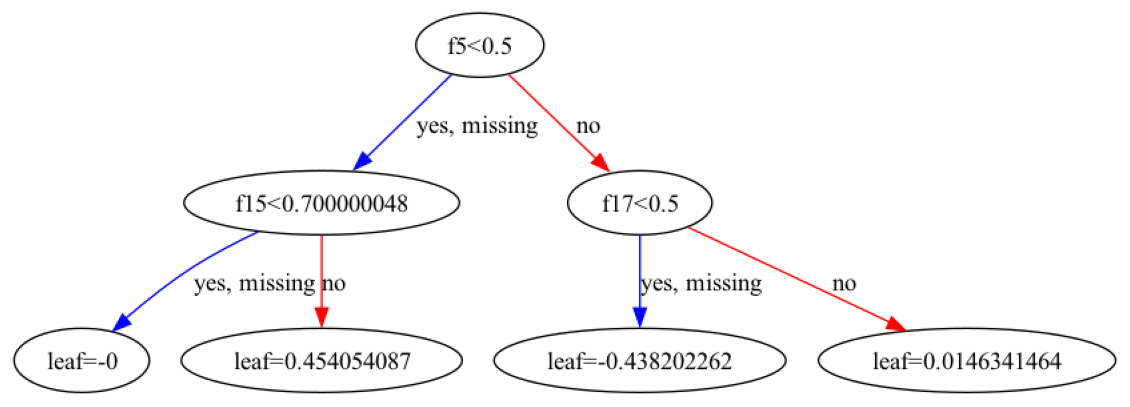 f5<0.5
yes, missing
no
f15<0.700000048
f17<0.5
yes, missing
no
yes, missing
no
leaf=-0
leaf=0.454054087
leaf=-0.438202262
leaf=0.0146341464